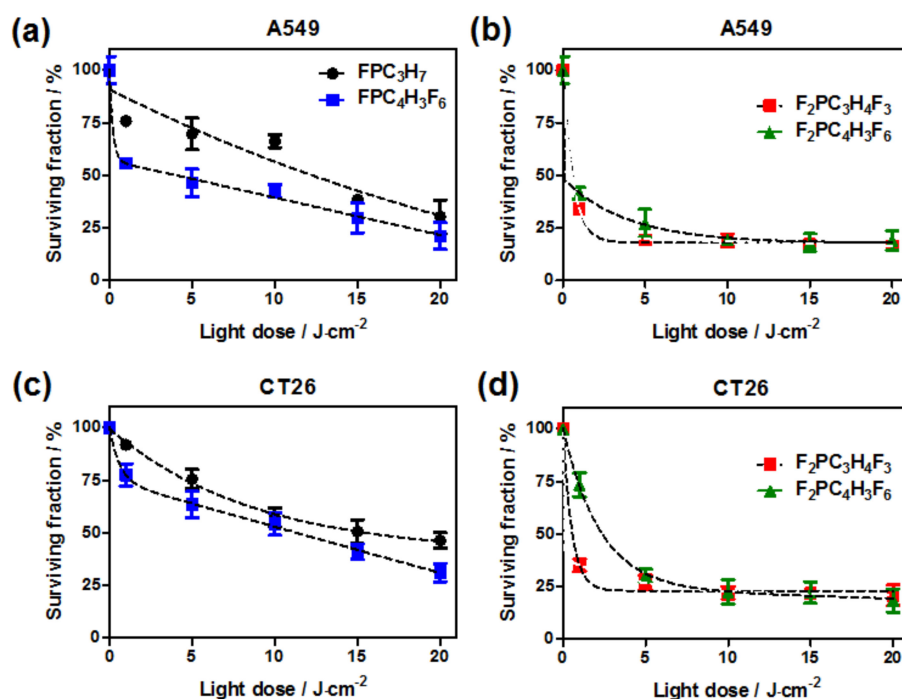 (a)
A549
FPC₃H₇
FPC₄H₃F₆
Surviving fraction / %
100
75
50
25
0
0 5 10 15 20
Light dose / J·cm⁻²
(b)
A549
F₂PC₃H₄F₃
F₂PC₄H₃F₆
Surviving fraction / %
100
75
50
25
0
0 5 10 15 20
Light dose / J·cm⁻²
(c)
CT26
FPC₃H₇
FPC₄H₃F₆
Surviving fraction / %
100
75
50
25
0
0 5 10 15 20
Light dose / J·cm⁻²
(d)
CT26
F₂PC₃H₄F₃
F₂PC₄H₃F₆
Surviving fraction / %
100
75
50
25
0
0 5 10 15 20
Light dose / J·cm⁻²